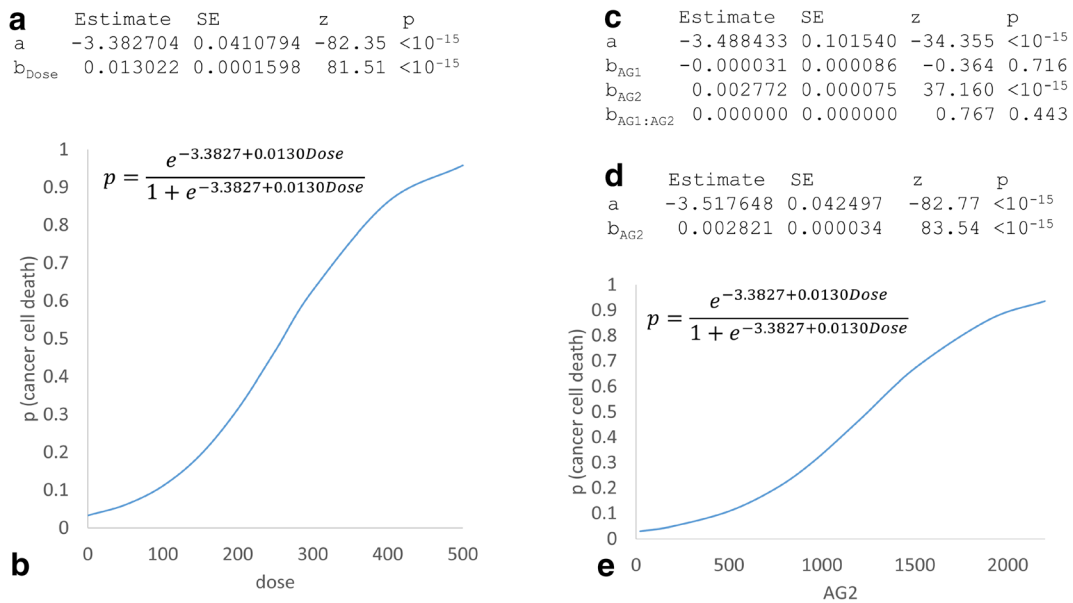 a
Estimate SE z p
a -3.382704 0.0410794 -82.35 <10⁻¹⁵
b_Dose 0.013022 0.0001598 81.51 <10⁻¹⁵
1
0.9
0.8
0.7
0.6
0.5
0.4
0.3
0.2
0.1
0
p (cancer cell death)
p = e^(−3.3827+0.0130Dose) / 1 + e^(−3.3827+0.0130Dose)
0 100 200 300 400 500
dose
b
c
Estimate SE z p
a -3.488433 0.101540 -34.355 <10⁻¹⁵
b_AG1 -0.000031 0.000086 -0.364 0.716
b_AG2 0.002772 0.000075 37.160 <10⁻¹⁵
b_AG1:AG2 0.000000 0.000000 0.767 0.443
d
Estimate SE z p
a -3.517648 0.042497 -82.77 <10⁻¹⁵
b_AG2 0.002821 0.000034 83.54 <10⁻¹⁵
1
0.9
0.8
0.7
0.6
0.5
0.4
0.3
0.2
0.1
0
p (cancer cell death)
p = e^(−3.3827+0.0130Dose) / 1 + e^(−3.3827+0.0130Dose)
0 500 1000 1500 2000
AG2
e